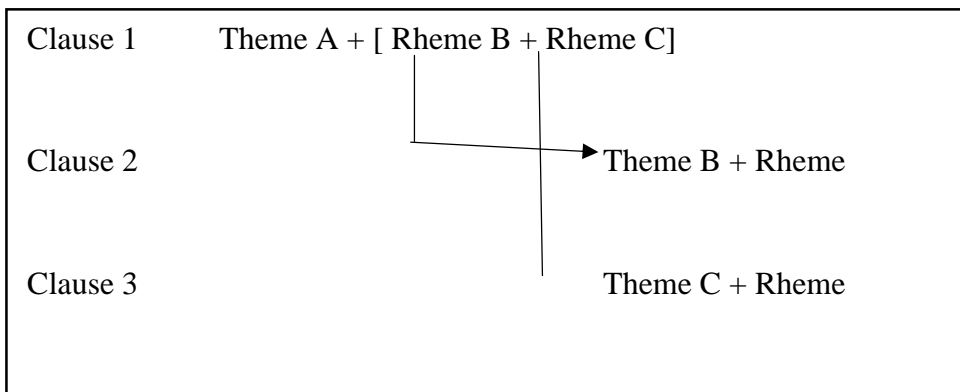 Clause 1 Theme A + [ Rheme B + Rheme C]
Clause 2 Theme B + Rheme
Clause 3 Theme C + Rheme